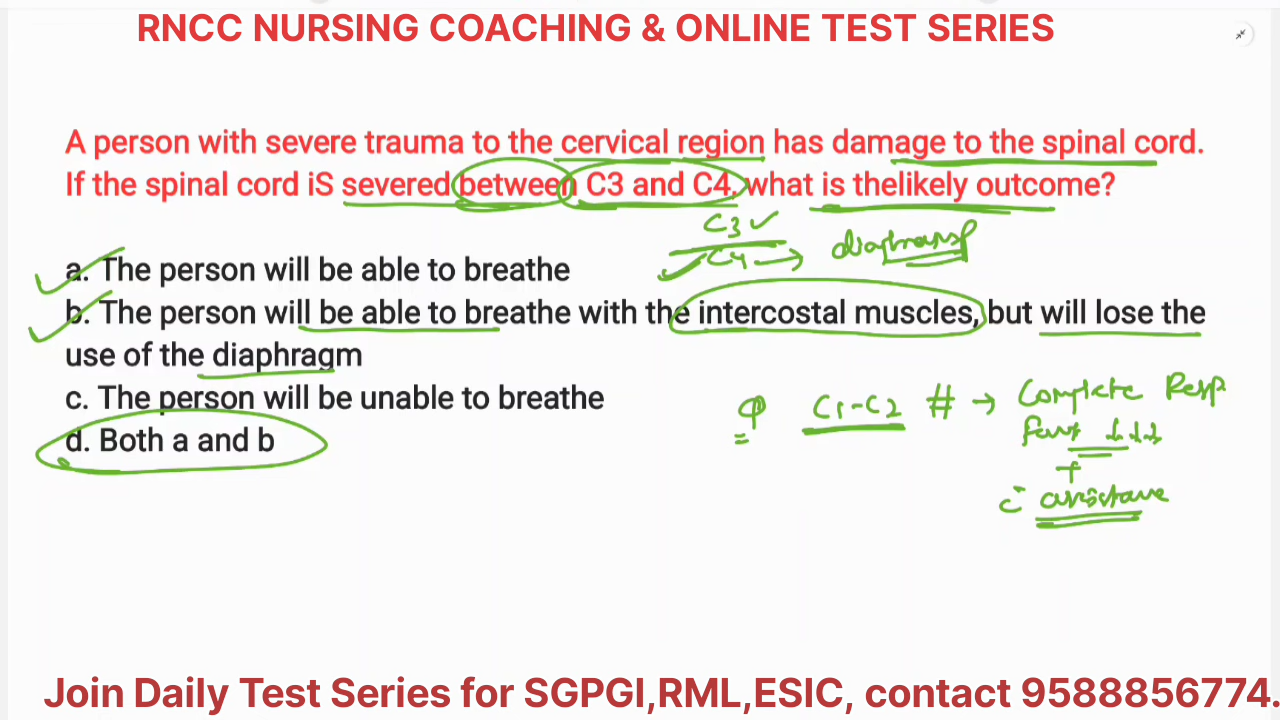 RNCC NURSING COACHING & ONLINE TEST SERIES
A person with severe trauma to the cervical region has damage to the spinal cord.
If the spinal cord iS severed between C3 and C4, what is thelikely outcome?
C3 ✓
C4 →
a. The person will be able to breathe
b. The person will be able to breathe with the intercostal muscles, but will lose the
use of the diaphragm
c. The person will be unable to breathe
d. Both a and b
C1-C2 # → Complete Resp
+
Join Daily Test Series for SGPGI,RML,ESIC, contact 9588856774.